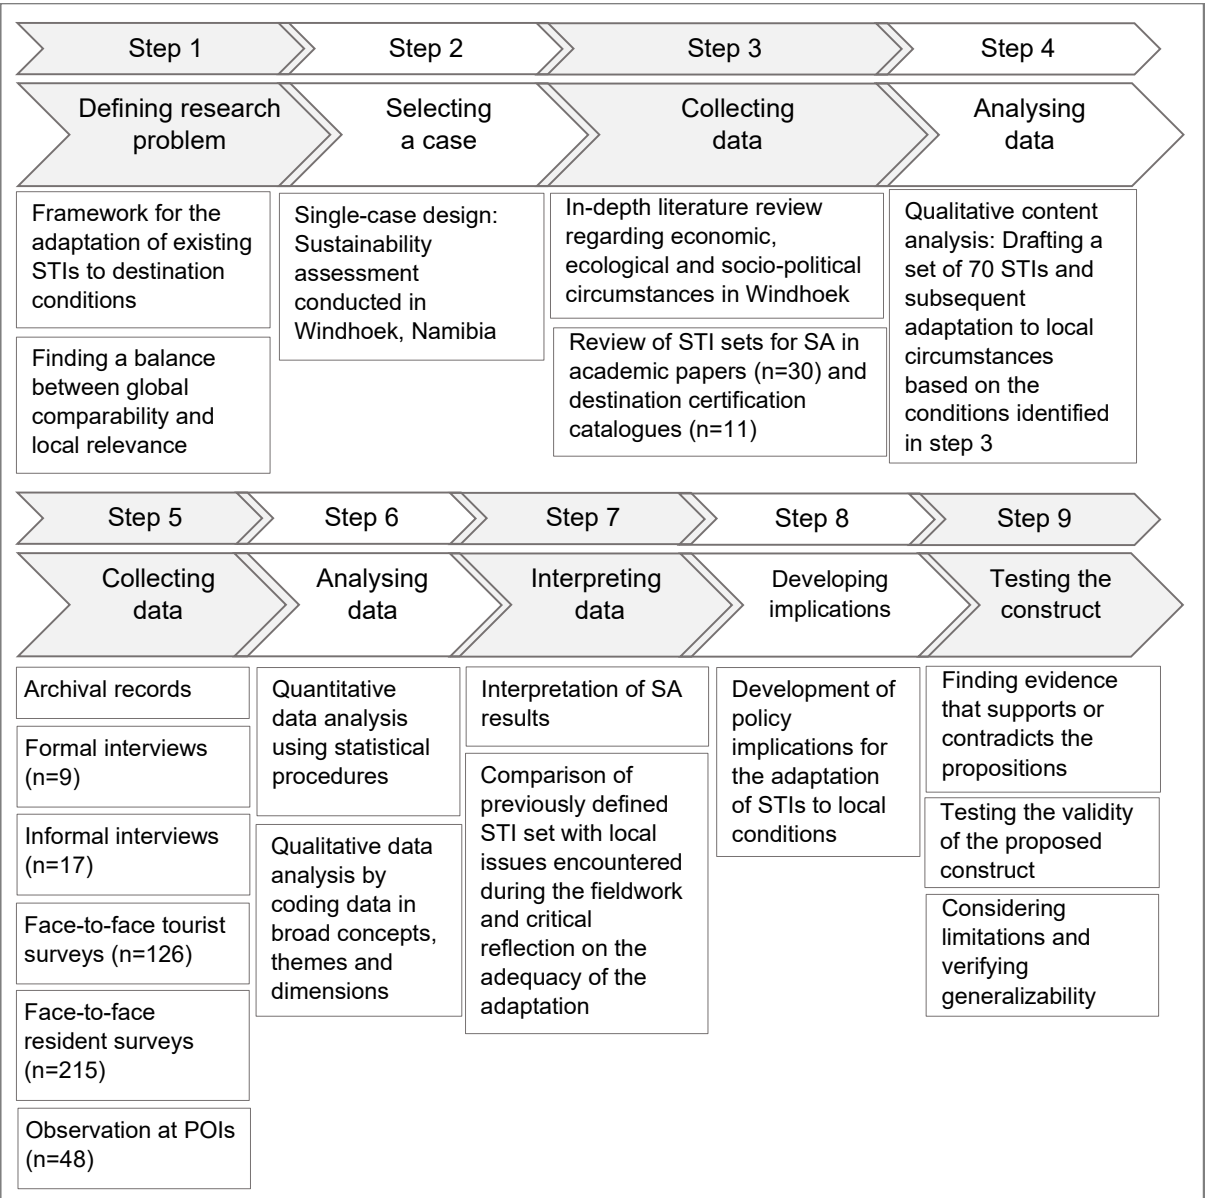 Step 1
Step 2
Step 3
Step 4
Defining research
problem
Selecting
a case
Collecting
data
Analysing
data
Framework for the
adaptation of existing
STIs to destination
conditions
Finding a balance
between global
comparability and
local relevance
Single-case design:
Sustainability
assessment
conducted in
Windhoek, Namibia
In-depth literature review
regarding economic,
ecological and socio-political
circumstances in Windhoek
Review of STI sets for SA in
academic papers (n=30) and
destination certification
catalogues (n=11)
Qualitative content
analysis: Drafting a
set of 70 STIs and
subsequent
adaptation to local
circumstances
based on the
conditions identified
in step 3
Step 5
Step 6
Step 7
Step 8
Step 9
Collecting
data
Analysing
data
Interpreting
data
Developing
implications
Testing the
construct
Archival records
Formal interviews
(n=9)
Informal interviews
(n=17)
Face-to-face tourist
surveys (n=126)
Face-to-face
resident surveys
(n=215)
Observation at POIs
(n=48)
Quantitative
data analysis
using statistical
procedures
Qualitative data
analysis by
coding data in
broad concepts,
themes and
dimensions
Interpretation of SA
results
Comparison of
previously defined
STI set with local
issues encountered
during the fieldwork
and critical
reflection on the
adequacy of the
adaptation
Development of
policy
implications for
the adaptation
of STIs to local
conditions
Finding evidence
that supports or
contradicts the
propositions
Testing the validity
of the proposed
construct
Considering
limitations and
verifying
generalizability